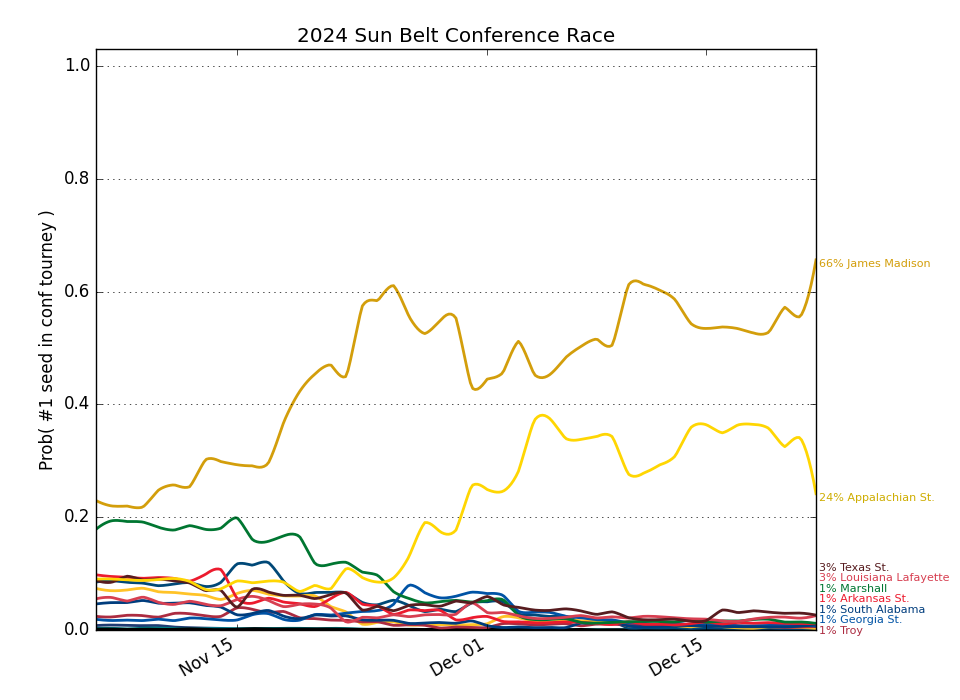 2024 Sun Belt Conference Race
Prob( #1 seed in conf tourney )
1.0
0.8
0.6
0.4
0.2
0.0
Nov 15
Dec 01
Dec 15
66% James Madison
24% Appalachian St.
3% Texas St.
3% Louisiana Lafayette
1% Marshall
1% Arkansas St.
1% South Alabama
1% Georgia St.
1% Troy